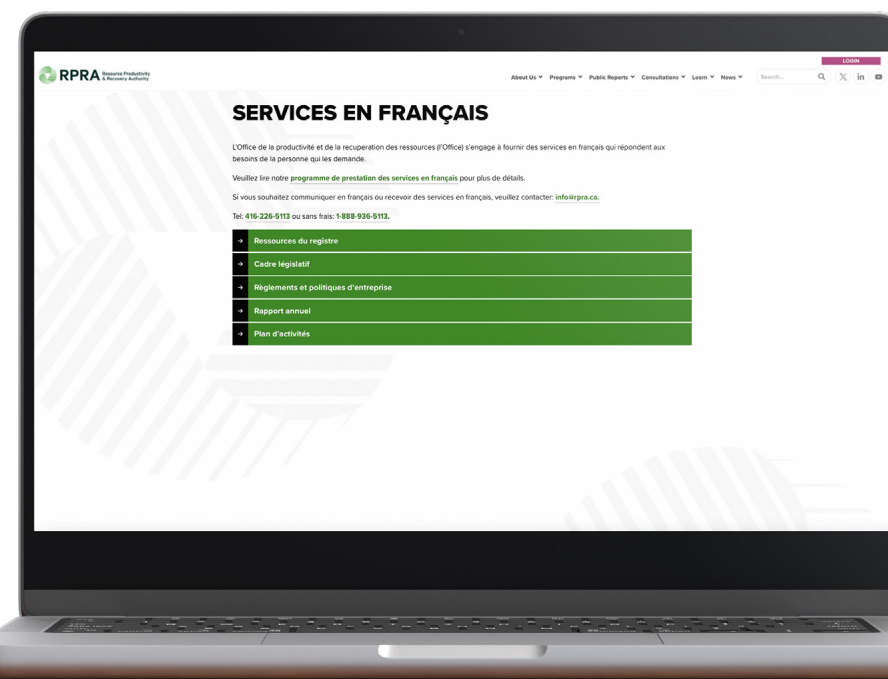 LOGIN
RPRA Resource Productivity
& Recovery Authority
About Us Programs Public Reports Consultations Learn News Search...
SERVICES EN FRANÇAIS
L'Office de la productivité et de la recuperation des ressources (l'Office) s'engage à fournir des services en français qui répondent aux
besoins de la personne qui les demande.
Veuillez lire notre programme de prestation des services en français pour plus de détails.
Si vous souhaitez communiquer en français ou recevoir des services en français, veuillez contacter: info@rpra.ca.
Tel: 416-226-5113 ou sans frais: 1-888-936-5113.
Ressources du registre
Cadre législatif
Règlements et politiques d'entreprise
Rapport annuel
Plan d'activités